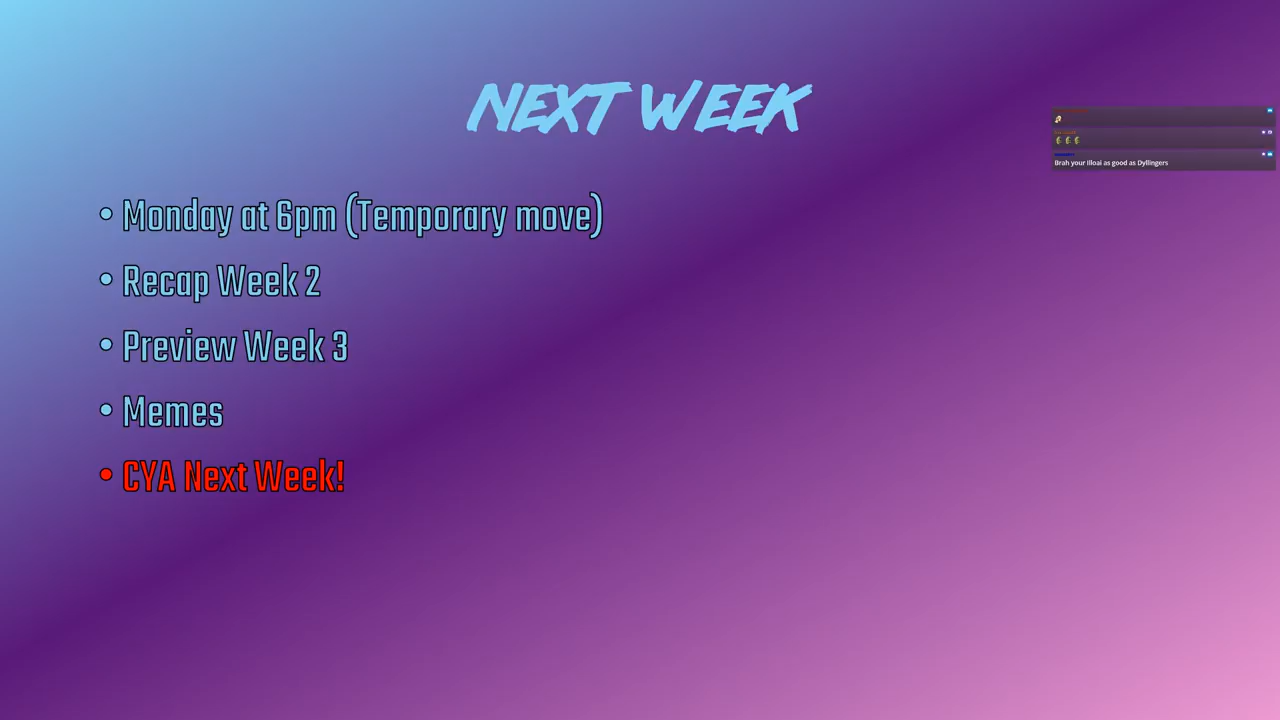 NEXT WEEK
• Monday at 6pm (Temporary move)
• Recap Week 2
• Preview Week 3
• Memes
• CYA Next Week!
Brah your Illoai as good as Dyllingers